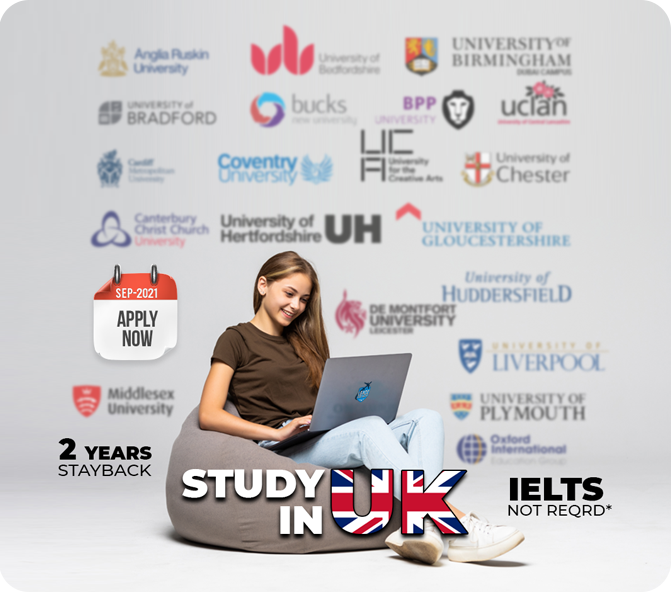 Anglia Ruskin
University
University of
Bedfordshire
UNIVERSITY OF
BIRMINGHAM
DUBAI CAMPUS
UNIVERSITY of
BRADFORD
bucks
new university
BPP
UNIVERSITY
uclan
University of Central Lancashire
Cardiff
Metropolitan
University
Coventry
University
UCA
University
for the
Creative Arts
University of
Chester
Canterbury
Christ Church
University
University of
Hertfordshire UH
UNIVERSITY OF
GLOUCESTERSHIRE
SEP-2021
APPLY
NOW
University of
HUDDERSFIELD
DE MONTFORT
UNIVERSITY
LEICESTER
UNIVERSITY OF
LIVERPOOL
Middlesex
University
UNIVERSITY OF
PLYMOUTH
Oxford
International
Education Group
2 YEARS
STAYBACK
STUDY
IN UK
IELTS
NOT REQRD*